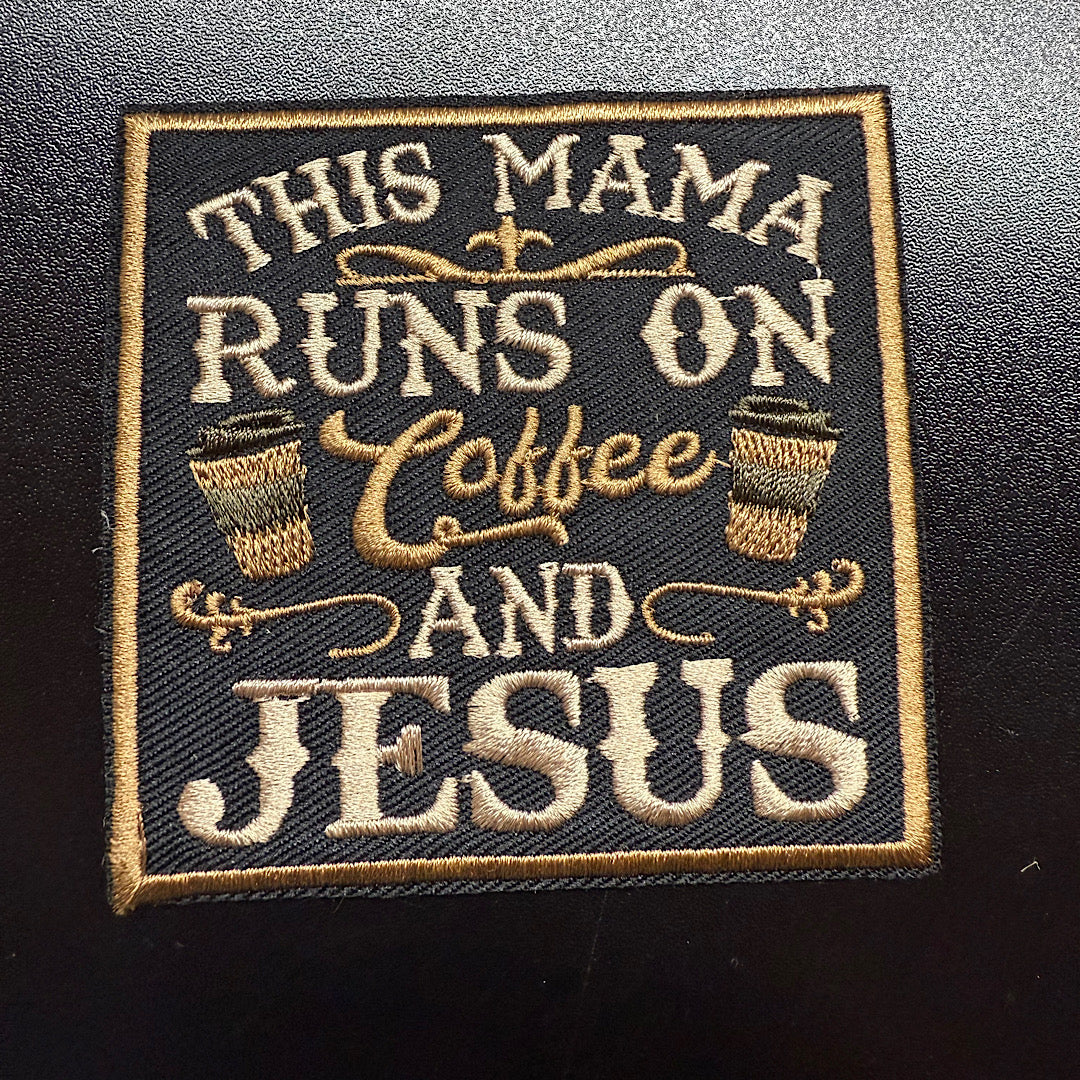 THIS MAMA
RUNS ON
Coffee
AND
JESUS